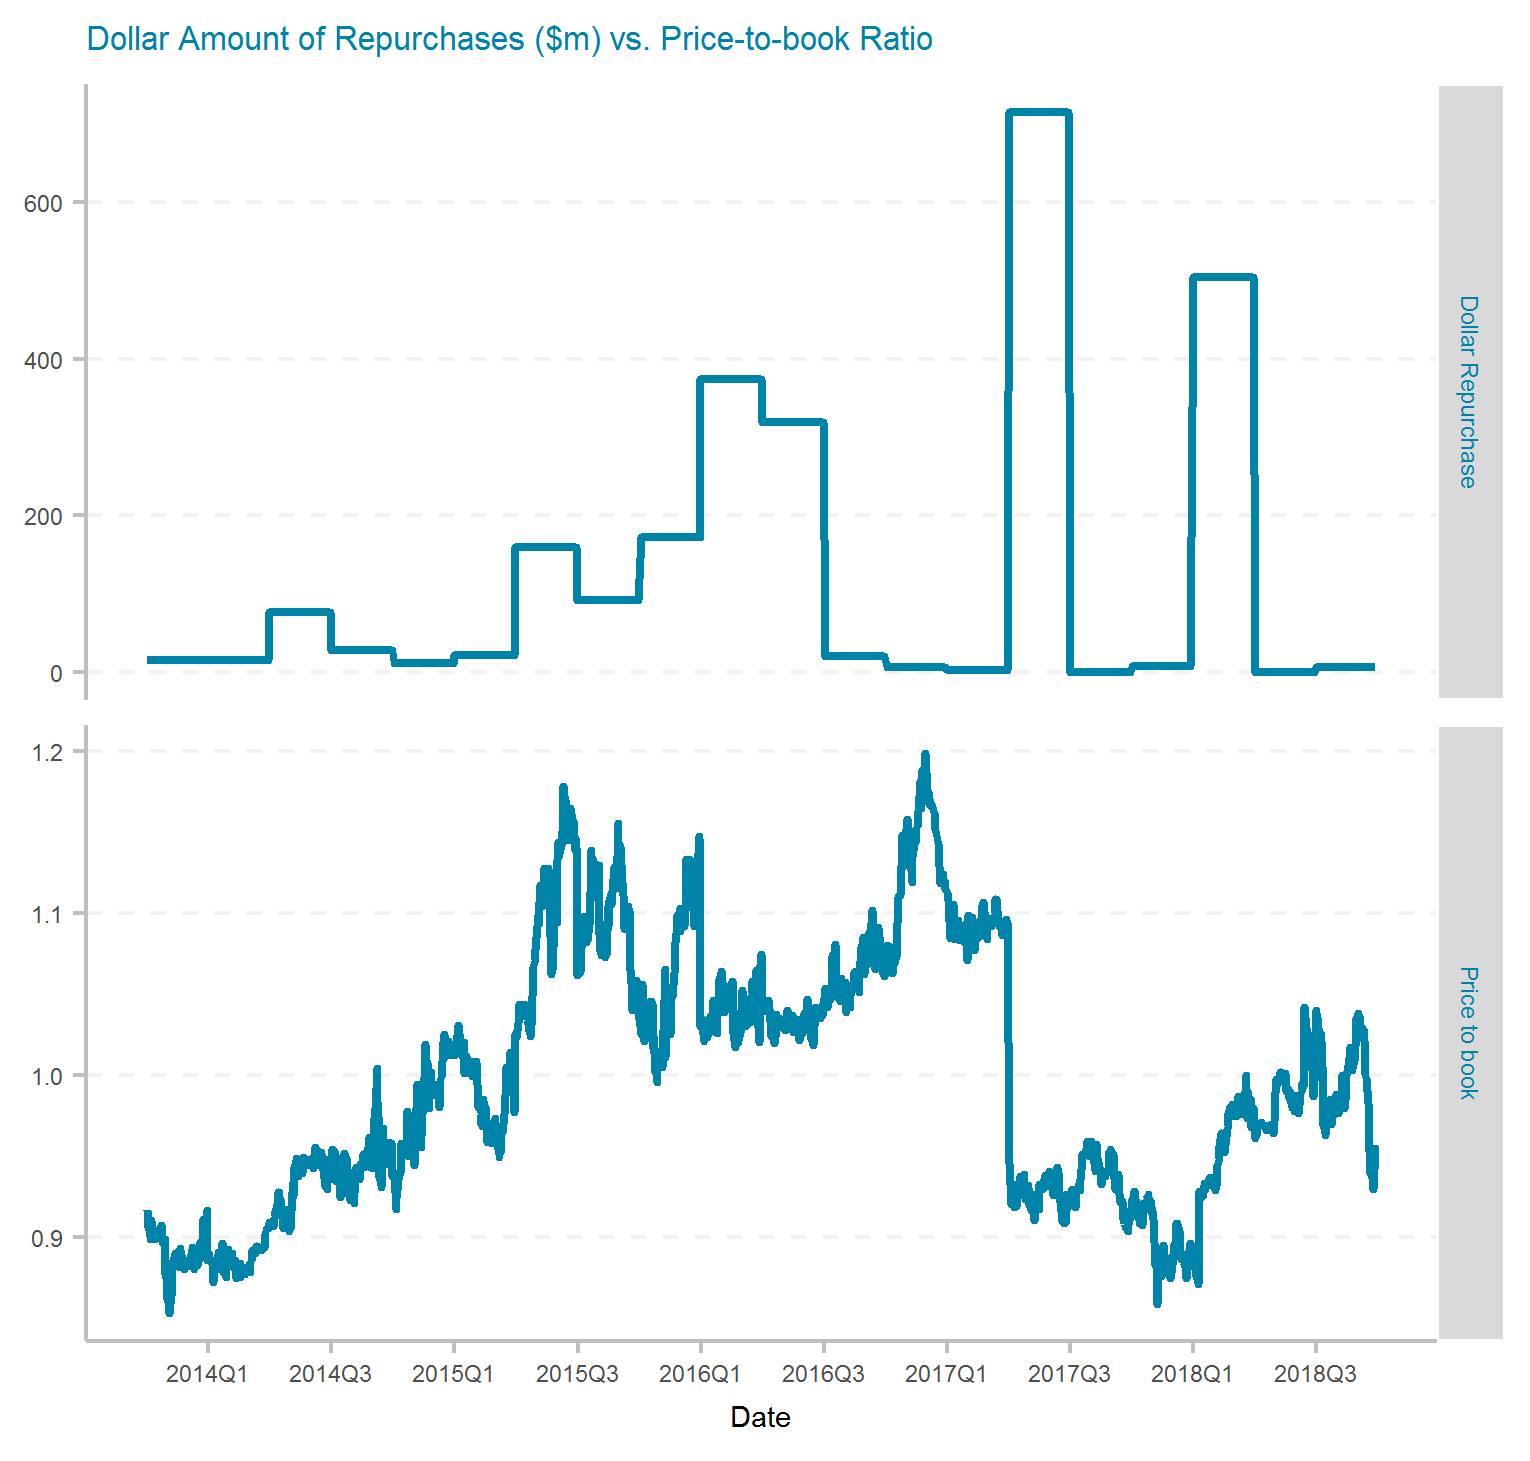 Dollar Amount of Repurchases ($m) vs. Price-to-book Ratio
600
400
200
0
Dollar Repurchase
1.2
1.1
1.0
0.9
Price to book
2014Q1 2014Q3 2015Q1 2015Q3 2016Q1 2016Q3 2017Q1 2017Q3 2018Q1 2018Q3
Date